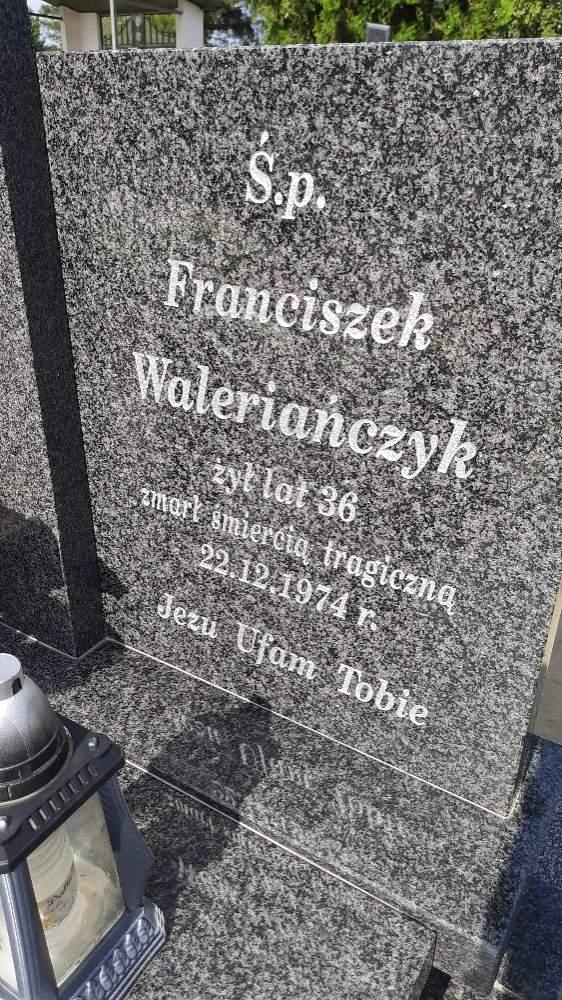 Ś.p.
Franciszek
Waleriańczyk
żył lat 36
zmarł śmiercią tragiczną
22.12.1974 r.
Jezu Ufam Tobie